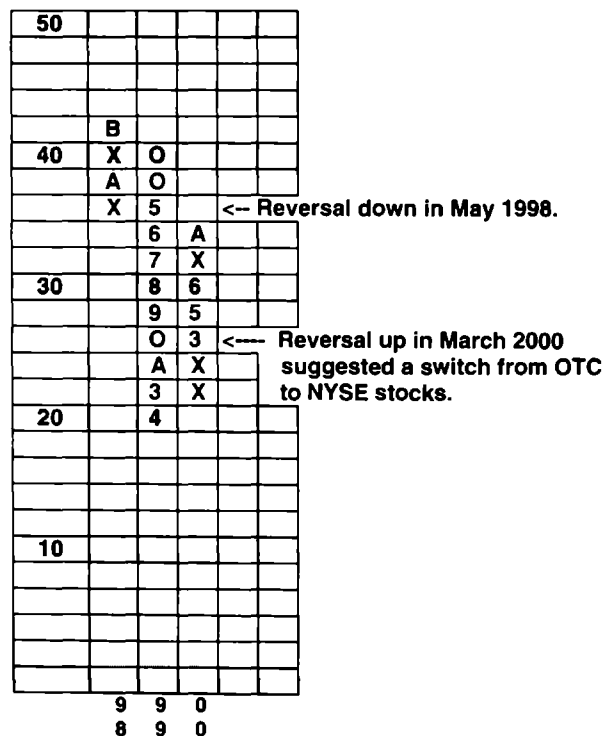 50
B
40 X O
A O
X 5 <-- Reversal down in May 1998.
6 A
7 X
30 8 6
9 5
O 3 <---- Reversal up in March 2000
A X suggested a switch from OTC
3 X to NYSE stocks.
20 4
10
9 9 0
8 9 0